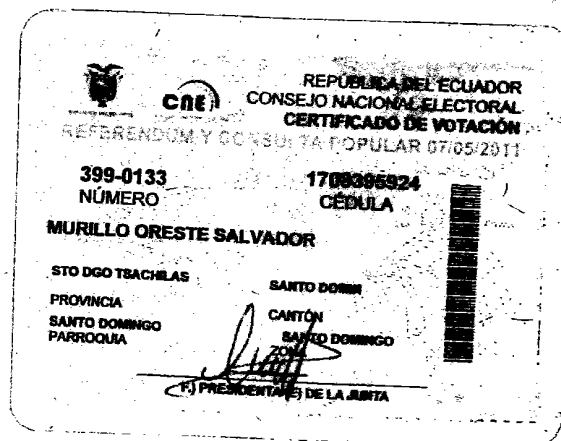 REPÚBLICA DEL ECUADOR
CNE
CONSEJO NACIONAL ELECTORAL
CERTIFICADO DE VOTACIÓN
REFERENDUM Y CONSULTA POPULAR 07/05/2011
399-0133
NÚMERO
1708395924
CÉDULA
MURILLO ORESTE SALVADOR
STO DGO TSACHILAS
PROVINCIA
SANTO DOMINGO
PARROQUIA
SANTO
CANTÓN
SANTO DOMINGO
ZONA
F.) PRESIDENTA (E) DE LA JUNTA